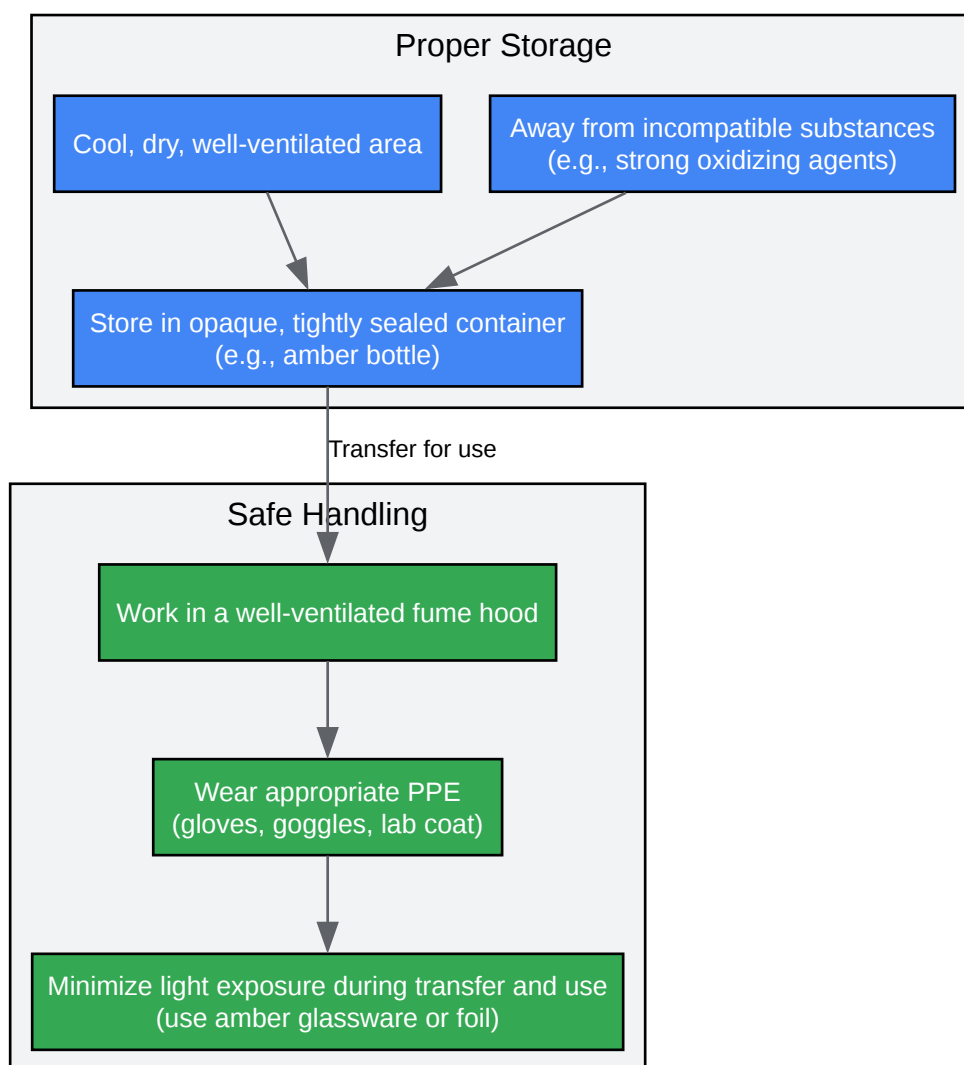 Proper Storage
Cool, dry, well-ventilated area
Away from incompatible substances
(e.g., strong oxidizing agents)
Store in opaque, tightly sealed container
(e.g., amber bottle)
Transfer for use
Safe Handling
Work in a well-ventilated fume hood
Wear appropriate PPE
(gloves, goggles, lab coat)
Minimize light exposure during transfer and use
(use amber glassware or foil)